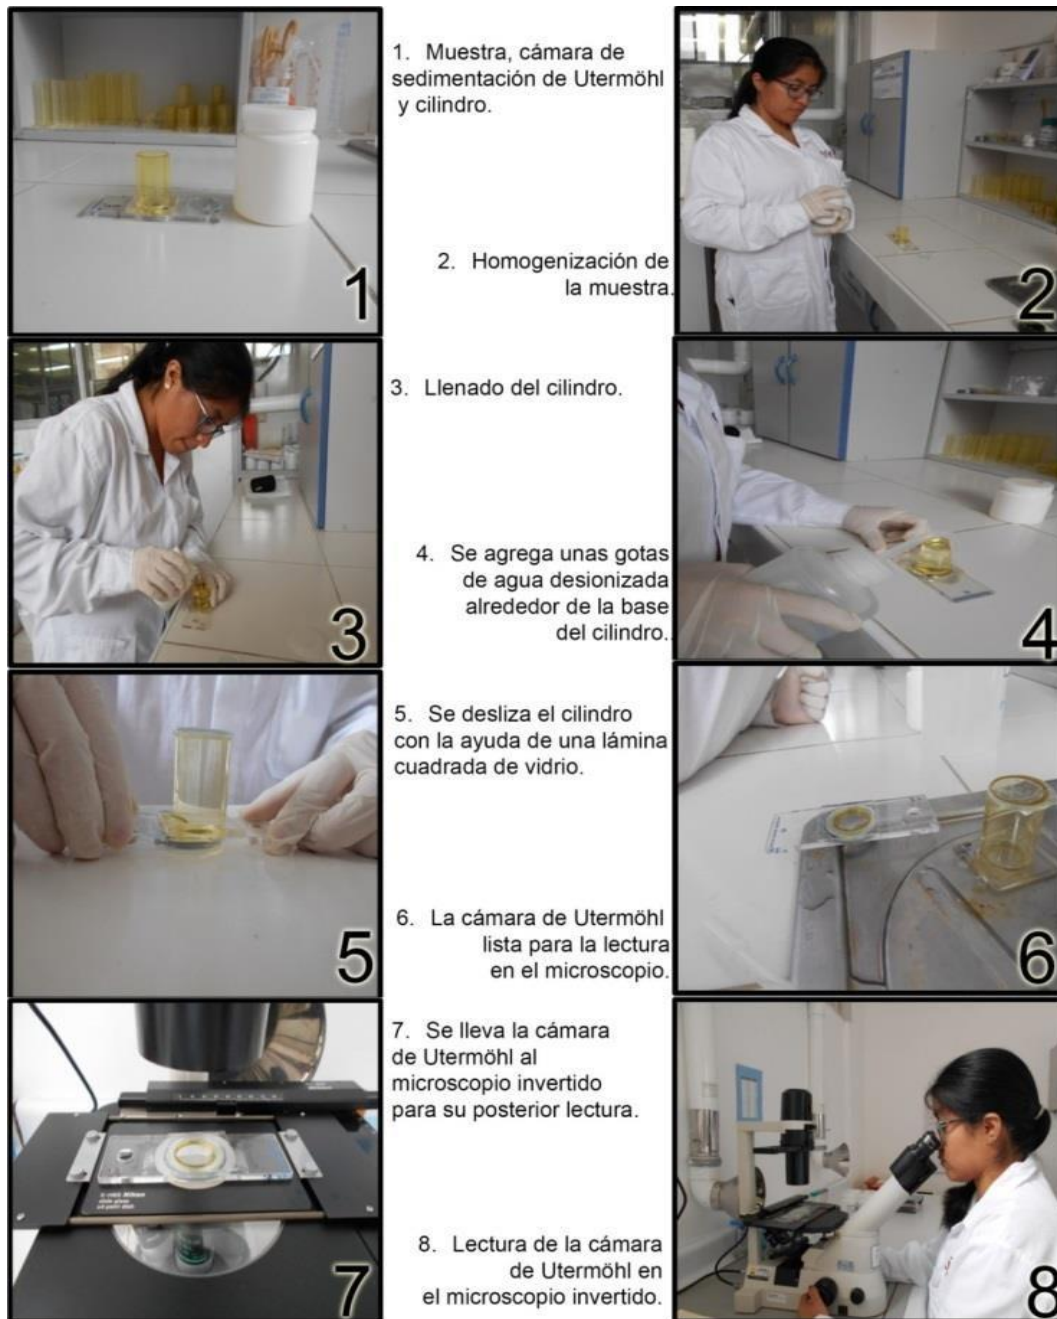 1. Muestra, cámara de
sedimentación de Utermöhl
y cilindro.
1
2. Homogenización de
la muestra.
2
3. Llenado del cilindro.
3
4. Se agrega unas gotas
de agua desionizada
alrededor de la base
del cilindro.
4
5. Se desliza el cilindro
con la ayuda de una lámina
cuadrada de vidrio.
5
6. La cámara de Utermöhl
lista para la lectura
en el microscopio.
6
7. Se lleva la cámara
de Utermöhl al
microscopio invertido
para su posterior lectura.
7
8. Lectura de la cámara
de Utermöhl en
el microscopio invertido.
8